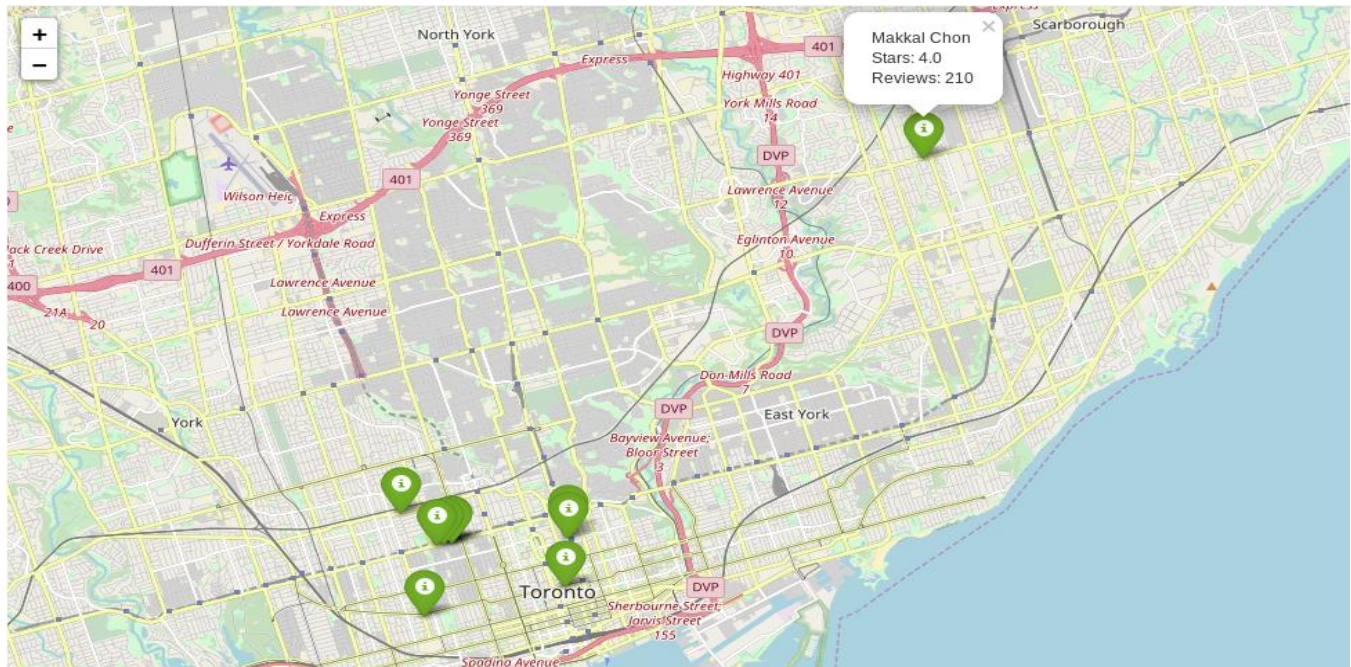 +
−
North York
Scarborough
Express
Makkal Chon
×
Stars: 4.0
Reviews: 210
401
Express
Highway 401
Yonge Street
369
Yonge Street
369
York Mills Road
14
DVP
401
Wilson Heig
Express
Lawrence Avenue
12
Dufferin Street / Yorkdale Road
lack Creek Drive
1
Eglinton Avenue
10
401
400
Lawrence Avenue
Lawrence Avenue
21A
20
DVP
Don Mills Road
7
York
DVP
East York
Bayview Avenue;
Bloor Street
3
i
i
i
i
i
i
Toronto
DVP
Sherbourne Street;
Jarvis Street
155
Spadina Avenue